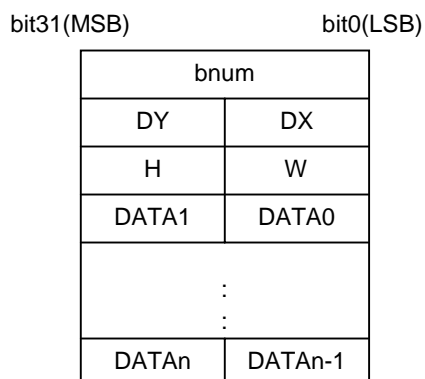 bit31(MSB) bit0(LSB)
bnum
DY DX
H W
DATA1 DATA0
:
:
DATAn DATAn-1